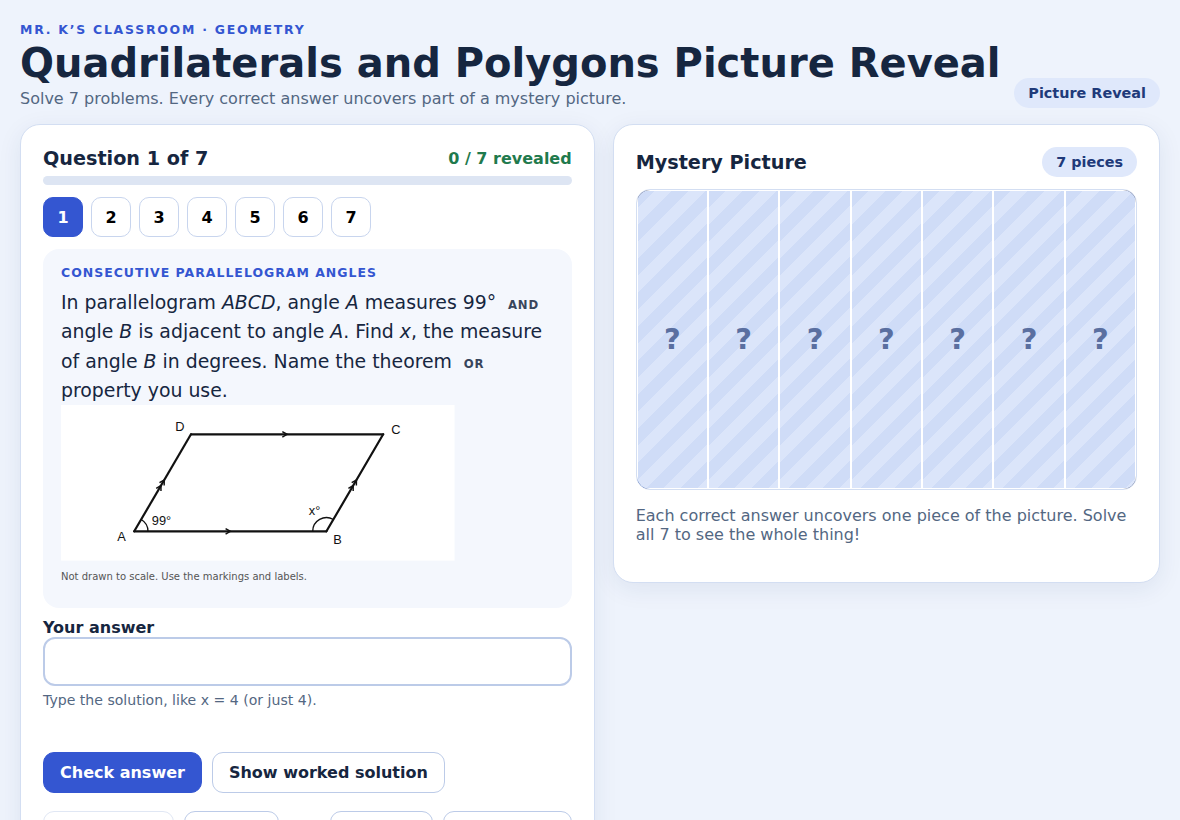 MR. K’S CLASSROOM · GEOMETRY
Quadrilaterals and Polygons Picture Reveal
Solve 7 problems. Every correct answer uncovers part of a mystery picture.
Picture Reveal
Question 1 of 7
0 / 7 revealed
1 2 3 4 5 6 7
CONSECUTIVE PARALLELOGRAM ANGLES
In parallelogram ABCD, angle A measures 99° AND
angle B is adjacent to angle A. Find x, the measure
of angle B in degrees. Name the theorem OR
property you use.
D
C
99°
x°
A
B
Not drawn to scale. Use the markings and labels.
Your answer
Type the solution, like x = 4 (or just 4).
Check answer
Show worked solution
Mystery Picture
7 pieces
? ? ? ? ? ? ?
Each correct answer uncovers one piece of the picture. Solve
all 7 to see the whole thing!